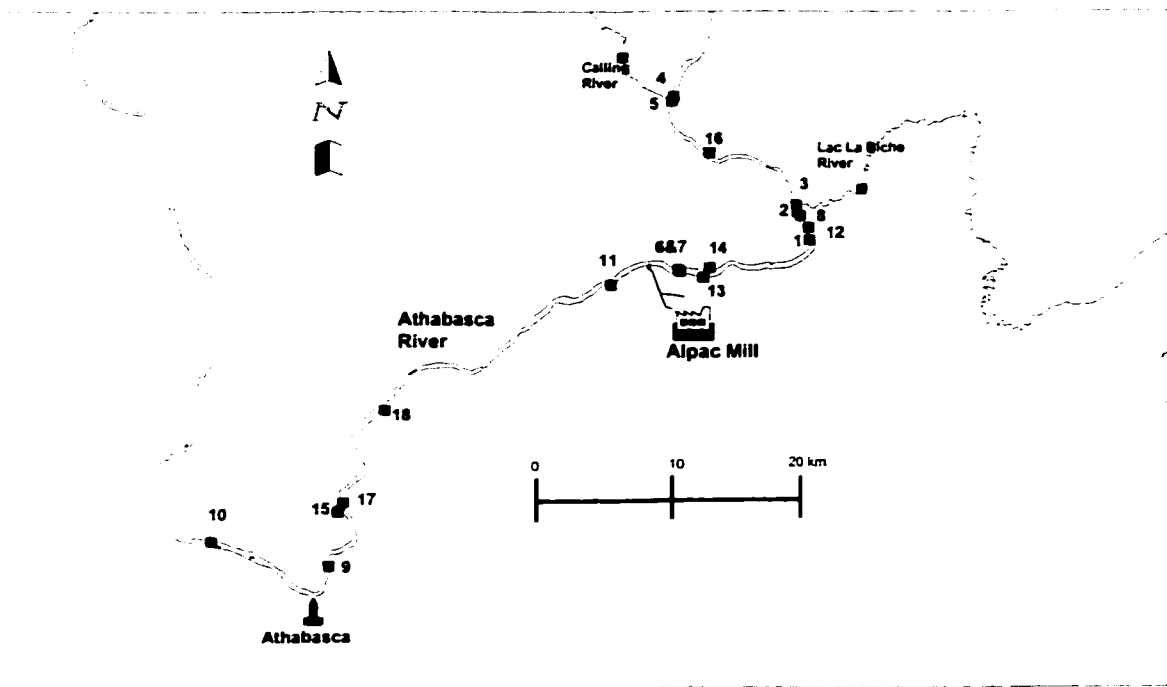 N
Calling
River
4
5
16
Lac La Biche
River
3
2
8
12
1
6&7
14
11
13
Athabasca
River
Alpac Mill
18
0
10
20 km
10
15
17
9
Athabasca